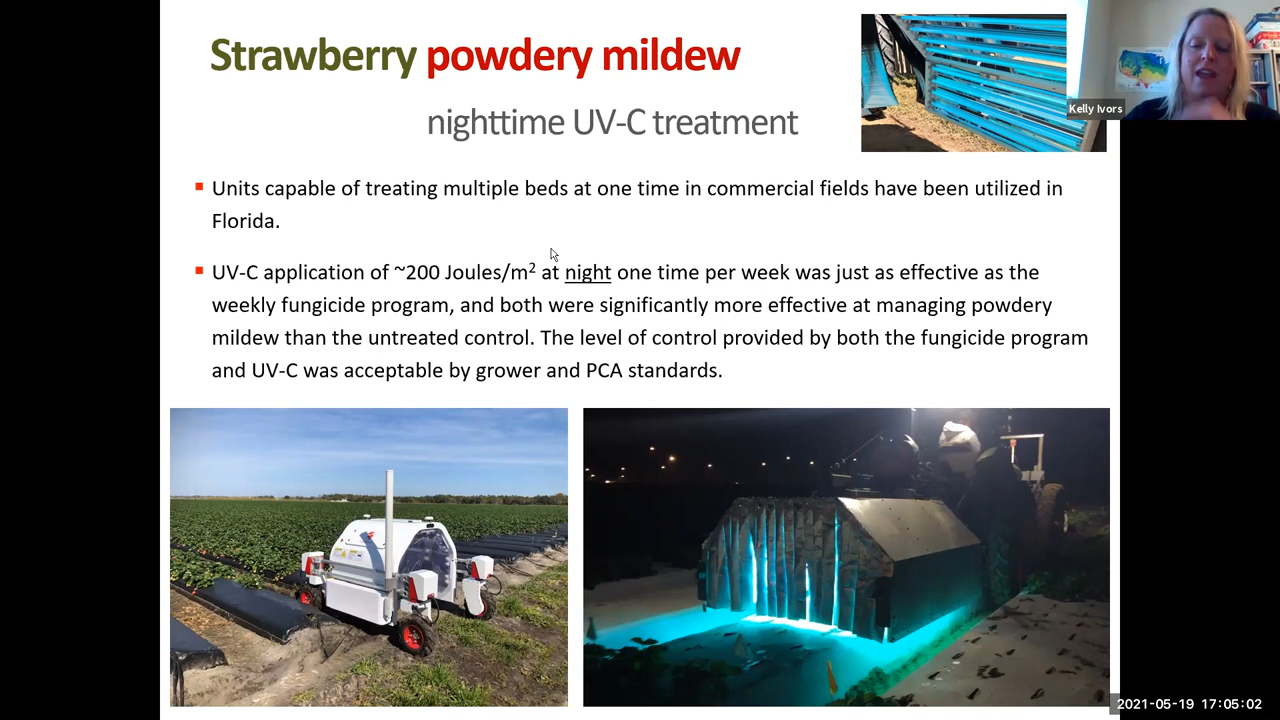 Strawberry powdery mildew
nighttime UV-C treatment
Kelly Ivors
▪ Units capable of treating multiple beds at one time in commercial fields have been utilized in
Florida.
▪ UV-C application of ~200 Joules/m² at night one time per week was just as effective as the
weekly fungicide program, and both were significantly more effective at managing powdery
mildew than the untreated control. The level of control provided by both the fungicide program
and UV-C was acceptable by grower and PCA standards.
2021-05-19 17:05:02